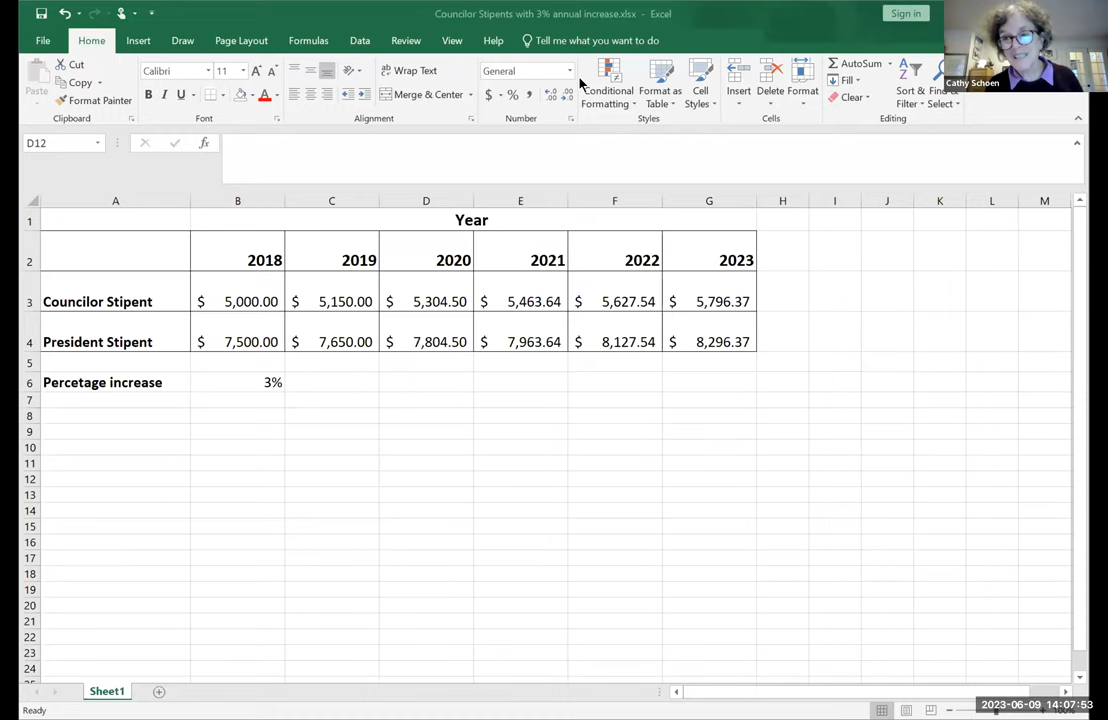 Councilor Stipents with 3% annual increase.xlsx - Excel
Sign in
File Home Insert Draw Page Layout Formulas Data Review View Help Tell me what you want to do
Cathy Schoen
Paste
Cut
Copy
Format Painter
Clipboard
Calibri 11 A A
B I U A
Font
ab Wrap Text
Merge & Center
Alignment
General
$ % ,
Number
Conditional Formatting
Format as Table
Cell Styles
Styles
Insert Delete Format
Cells
AutoSum
Fill
Clear
Sort & Filter
Find & Select
Editing
D12 fx
A B C D E F G H I J K L M
1 Year
2 2018 2019 2020 2021 2022 2023
3 Councilor Stipent $ 5,000.00 $ 5,150.00 $ 5,304.50 $ 5,463.64 $ 5,627.54 $ 5,796.37
4 President Stipent $ 7,500.00 $ 7,650.00 $ 7,804.50 $ 7,963.64 $ 8,127.54 $ 8,296.37
5
6 Percetage increase 3%
7
8
9
10
11
12
13
14
15
16
17
18
19
20
21
22
23
24
Sheet1
Ready
2023-06-09 14:07:53